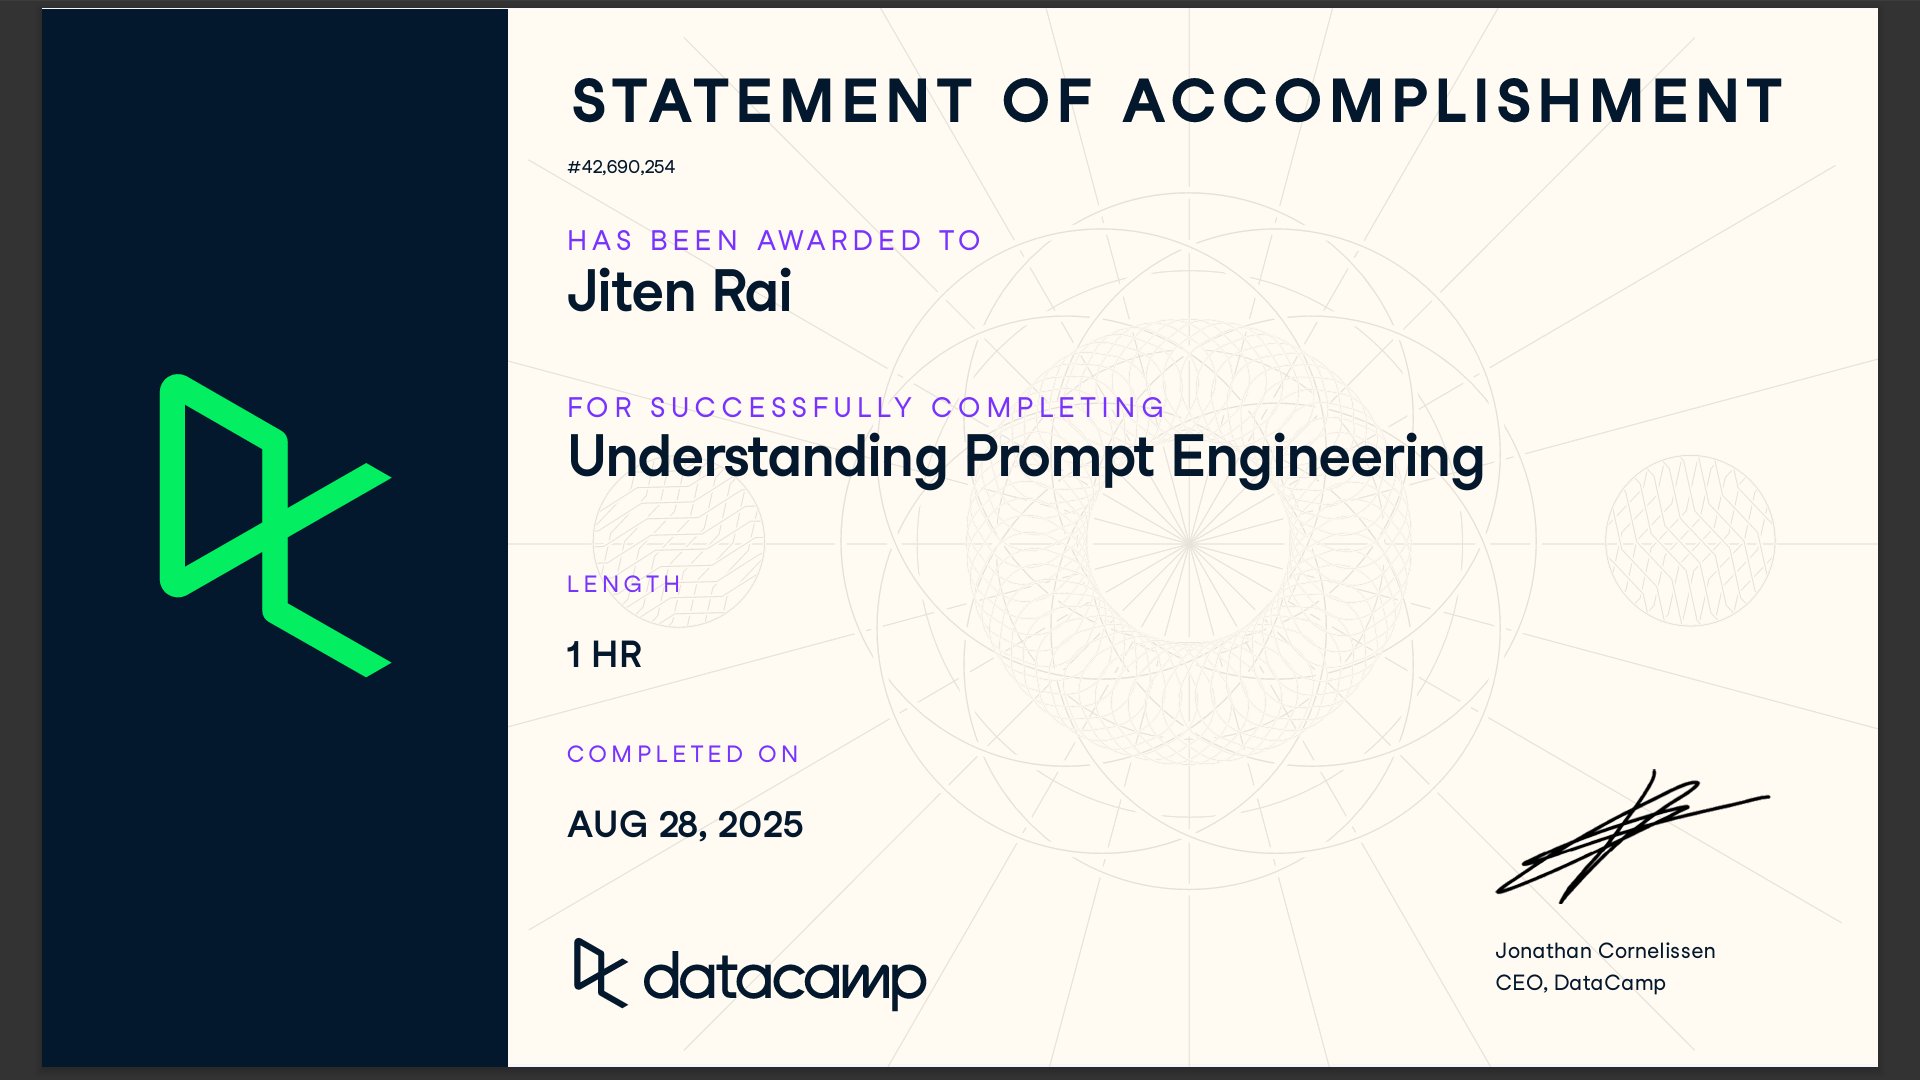 STATEMENT OF ACCOMPLISHMENT
#42,690,254
HAS BEEN AWARDED TO
Jiten Rai
FOR SUCCESSFULLY COMPLETING
Understanding Prompt Engineering
LENGTH
1 HR
COMPLETED ON
AUG 28, 2025
datacamp
Jonathan Cornelissen
CEO, DataCamp